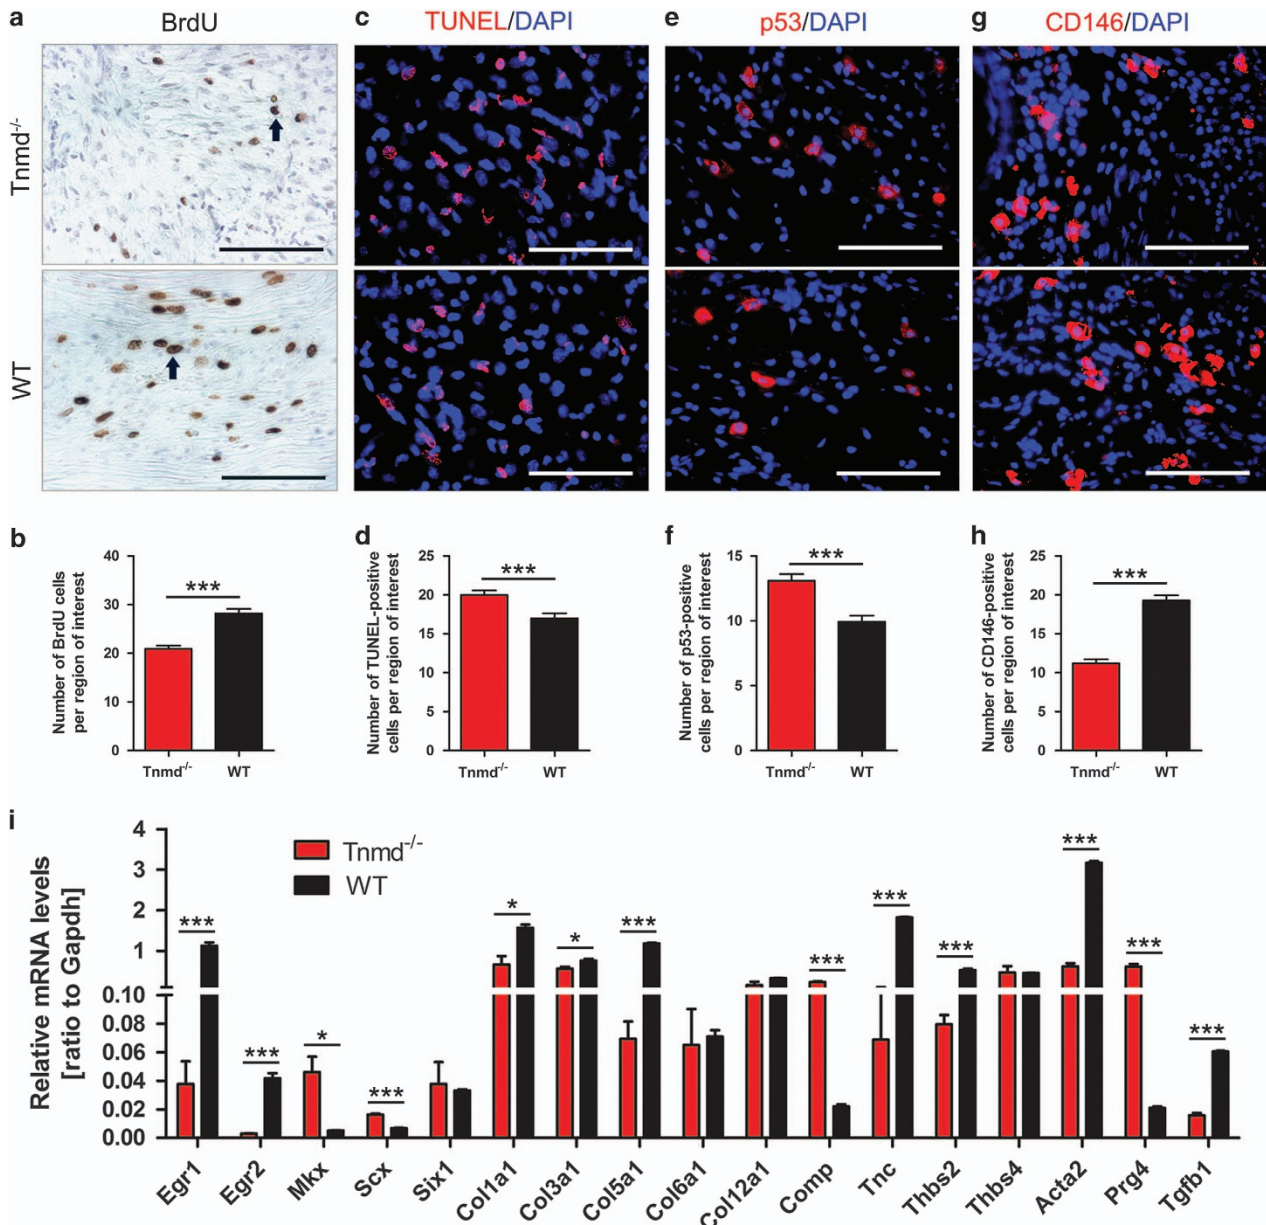 a BrdU c TUNEL/DAPI e p53/DAPI g CD146/DAPI
Tnmd-/-
WT
b d f h
Number of BrdU cells
per region of interest
40
30
20
10
0
***
Tnmd-/- WT
Number of TUNEL-positive
cells per region of interest
25
20
15
10
5
0
***
Tnmd-/- WT
Number of p53-positive
cells per region of interest
15
10
5
0
***
Tnmd-/- WT
Number of CD146-positive
cells per region of interest
25
20
15
10
5
0
***
Tnmd-/- WT
i
Relative mRNA levels
[ratio to Gapdh]
4
3
2
1
0.10
0.08
0.06
0.04
0.02
0.00
Tnmd-/-
WT
*** *** * *** * * *** *** *** *** *** *** ***
Egr1 Egr2 Mkx Scx Six1 Col1a1 Col3a1 Col5a1 Col6a1 Col12a1 Comp Tnc Thbs2 Thbs4 Acta2 Prg4 Tgfb1